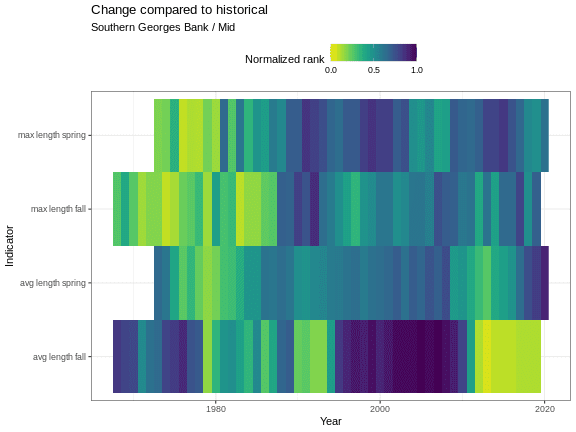 Change compared to historical
Southern Georges Bank / Mid
Normalized rank
0.0 0.5 1.0
Indicator
max length spring
max length fall
avg length spring
avg length fall
1980 2000 2020
Year